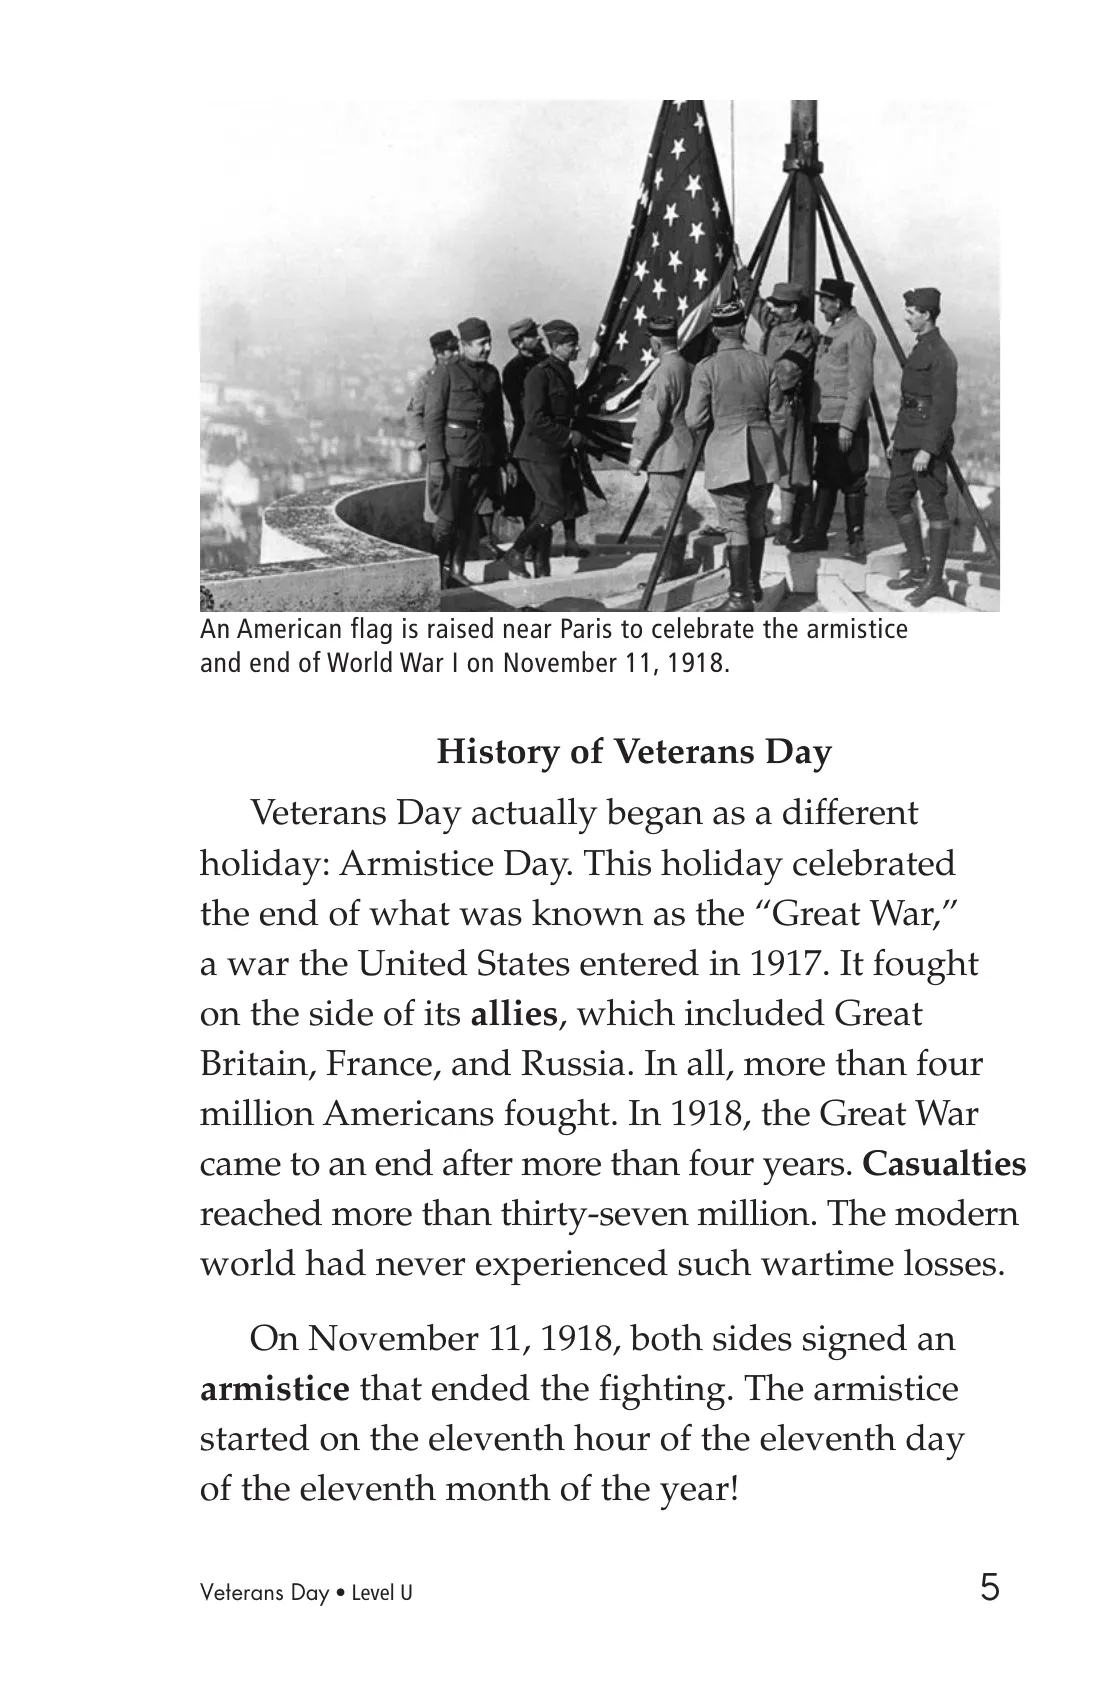 An American flag is raised near Paris to celebrate the armistice
and end of World War I on November 11, 1918.
History of Veterans Day
Veterans Day actually began as a different
holiday: Armistice Day. This holiday celebrated
the end of what was known as the “Great War,”
a war the United States entered in 1917. It fought
on the side of its allies, which included Great
Britain, France, and Russia. In all, more than four
million Americans fought. In 1918, the Great War
came to an end after more than four years. Casualties
reached more than thirty-seven million. The modern
world had never experienced such wartime losses.
On November 11, 1918, both sides signed an
armistice that ended the fighting. The armistice
started on the eleventh hour of the eleventh day
of the eleventh month of the year!
Veterans Day • Level U
5